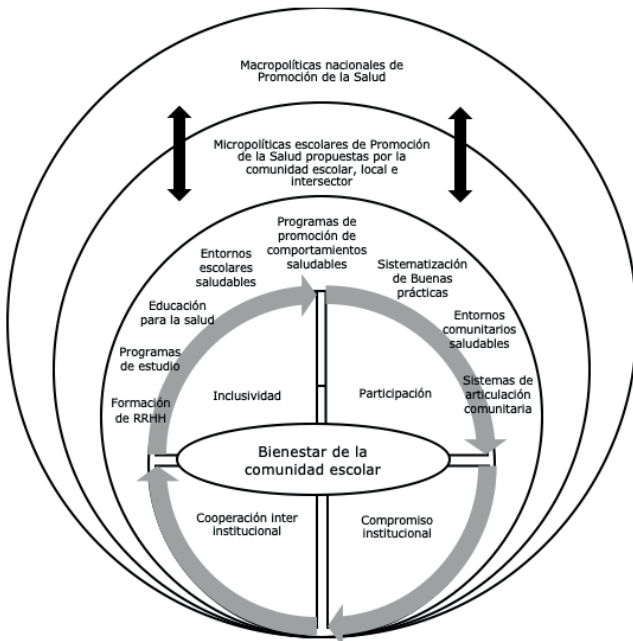 Macropolíticas nacionales de
Promoción de la Salud
Micropolíticas escolares de Promoción
de la Salud propuestas por la
comunidad escolar, local e
intersector
Programas de
promoción de
comportamientos
saludables
Entornos
escolares
saludables
Sistematización
de Buenas
prácticas
Educación
para la salud
Entornos
comunitarios
saludables
Programas
de estudio
Sistemas de
articulación
comunitaria
Formación
de RRHH
Inclusividad
Participación
Bienestar de la
comunidad escolar
Cooperación inter
institucional
Compromiso
institucional